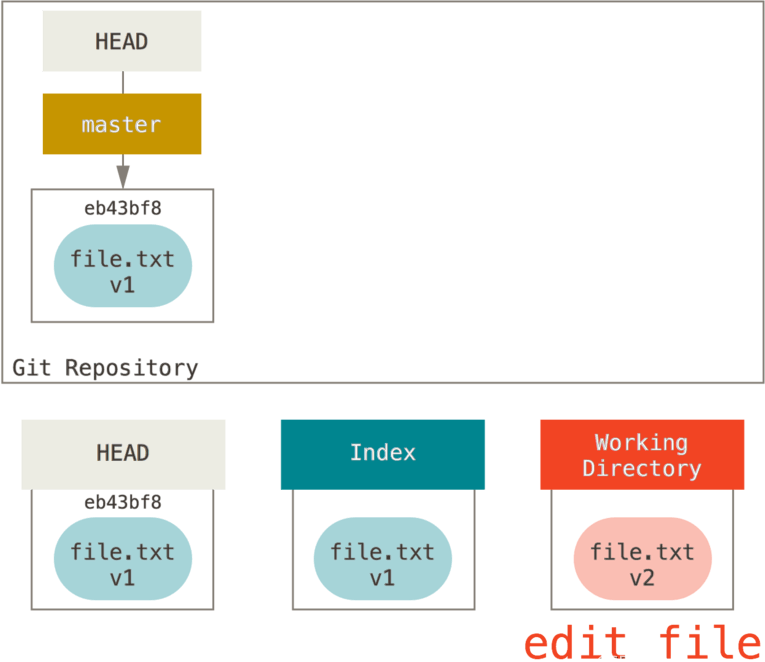 HEAD
master
eb43bf8
file.txt
v1
Git Repository
HEAD
Index
Working
Directory
eb43bf8
file.txt
v1
file.txt
v1
file.txt
v2
edit file